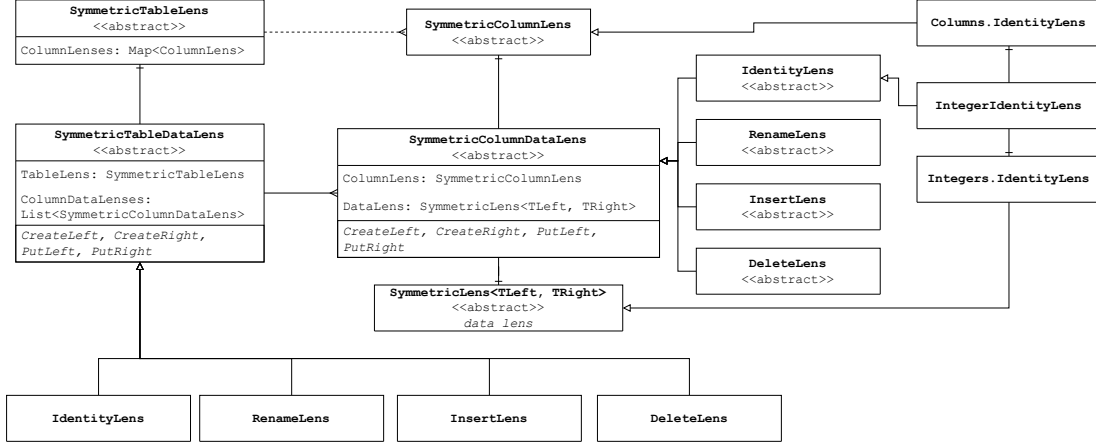 SymmetricTableLens
<<abstract>>
ColumnLenses: Map<ColumnLens>
SymmetricColumnLens
<<abstract>>
Columns.IdentityLens
IdentityLens
<<abstract>>
IntegerIdentityLens
SymmetricTableDataLens
<<abstract>>
TableLens: SymmetricTableLens
ColumnDataLenses:
List<SymmetricColumnDataLens>
CreateLeft, CreateRight,
PutLeft, PutRight
SymmetricColumnDataLens
<<abstract>>
ColumnLens: SymmetricColumnLens
DataLens: SymmetricLens<TLeft, TRight>
CreateLeft, CreateRight, PutLeft,
PutRight
RenameLens
<<abstract>>
Integers.IdentityLens
InsertLens
<<abstract>>
DeleteLens
<<abstract>>
SymmetricLens<TLeft, TRight>
<<abstract>>
data lens
IdentityLens
RenameLens
InsertLens
DeleteLens